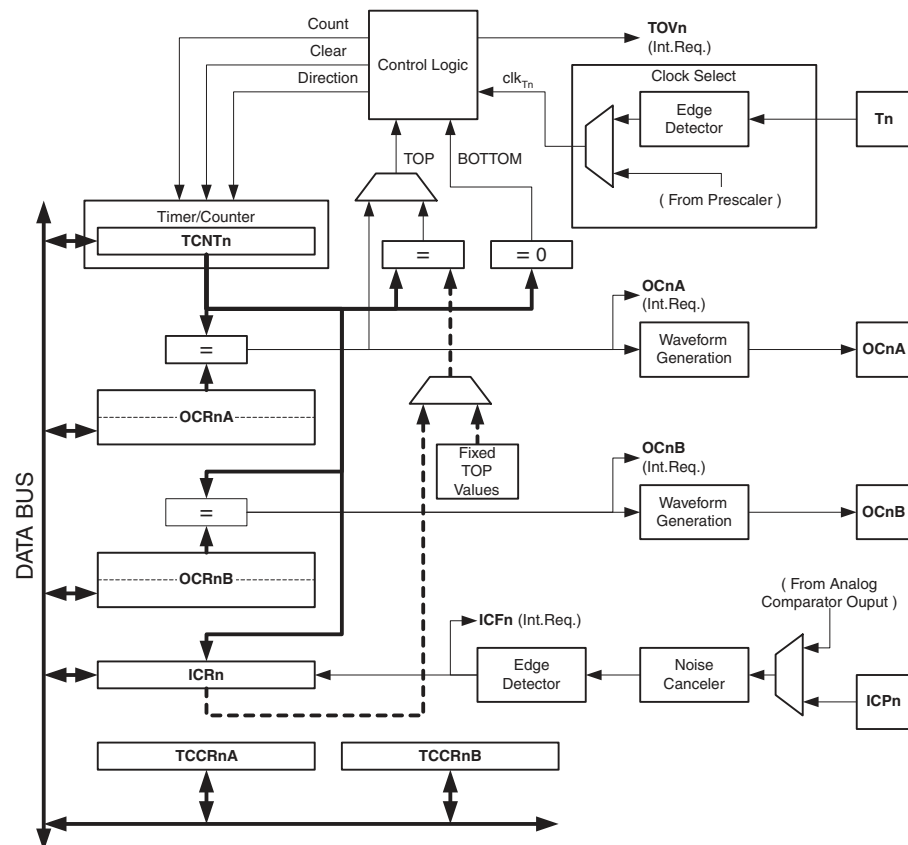 Count
Clear
Direction
Control Logic
TOVn
(Int.Req.)
clkTn
Clock Select
Edge
Detector
Tn
( From Prescaler )
TOP
BOTTOM
Timer/Counter
TCNTn
=
= 0
OCnA
(Int.Req.)
=
Waveform
Generation
OCnA
OCRnA
Fixed
TOP
Values
OCnB
(Int.Req.)
=
Waveform
Generation
OCnB
OCRnB
DATA BUS
( From Analog
Comparator Ouput )
ICFn (Int.Req.)
ICRn
Edge
Detector
Noise
Canceler
ICPn
TCCRnA
TCCRnB